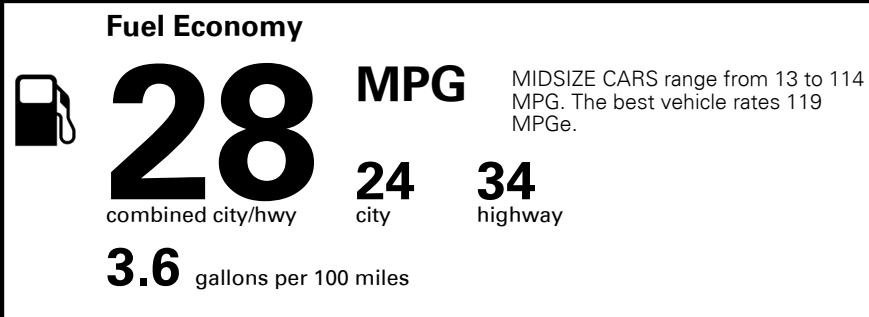 Fuel Economy
28
combined city/hwy
MPG
24
city
34
highway
MIDSIZE CARS range from 13 to 114
MPG. The best vehicle rates 119
MPGe.
3.6 gallons per 100 miles